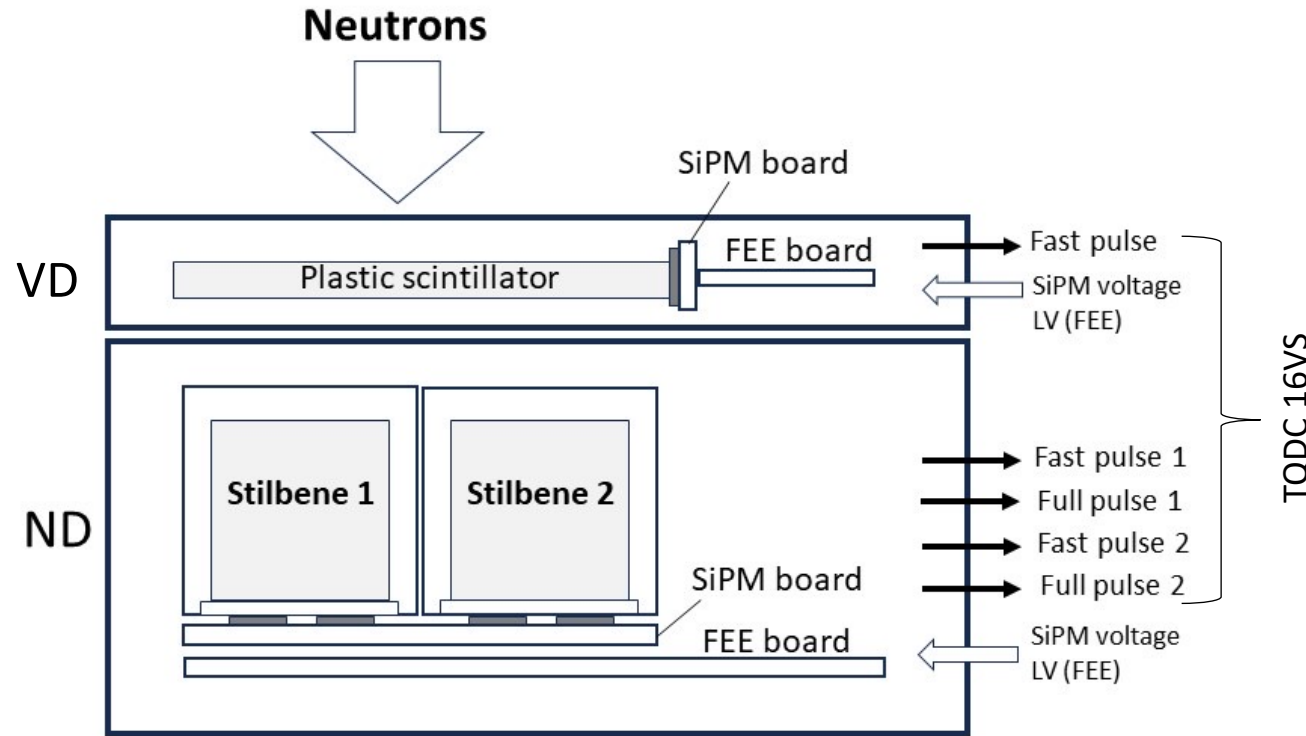 Neutrons
SiPM board
VD
Plastic scintillator
FEE board
Fast pulse
SiPM voltage
LV (FEE)
ND
Stilbene 1
Stilbene 2
SiPM board
FEE board
Fast pulse 1
Full pulse 1
Fast pulse 2
Full pulse 2
SiPM voltage
LV (FEE)
TQDC 16VS